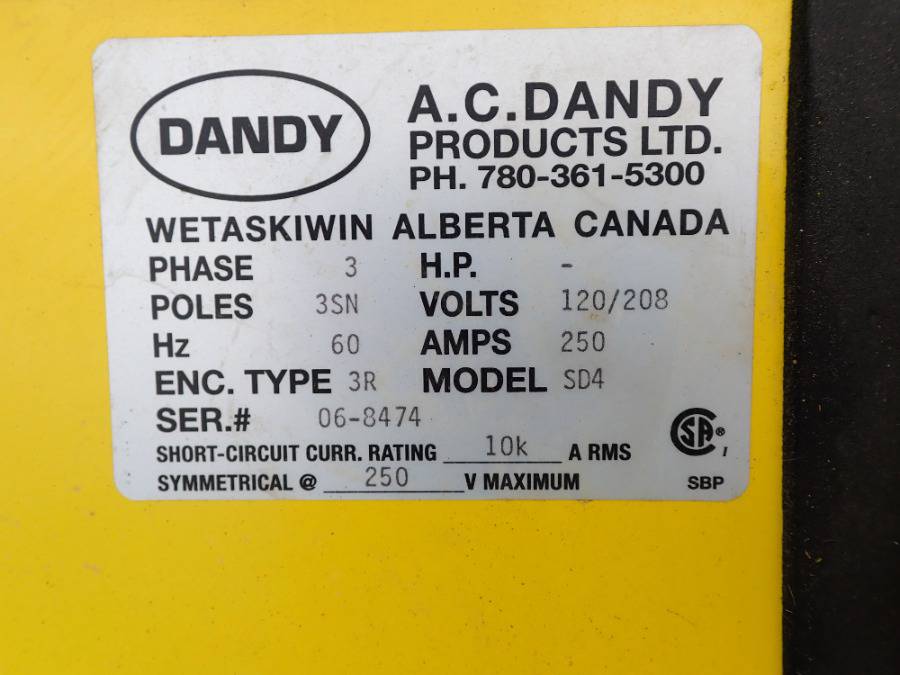 DANDY
A.C.DANDY
PRODUCTS LTD.
PH. 780-361-5300
WETASKIWIN ALBERTA CANADA
PHASE 3 H.P. -
POLES 3SN VOLTS 120/208
Hz 60 AMPS 250
ENC. TYPE 3R MODEL SD4
SER.# 06-8474
SHORT-CIRCUIT CURR. RATING 10k A RMS
SYMMETRICAL @ 250 V MAXIMUM
SA ®
I
SBP